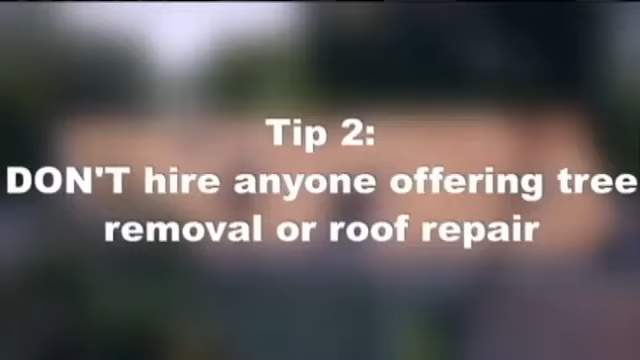 Tip 2:
DON'T hire anyone offering tree
removal or roof repair